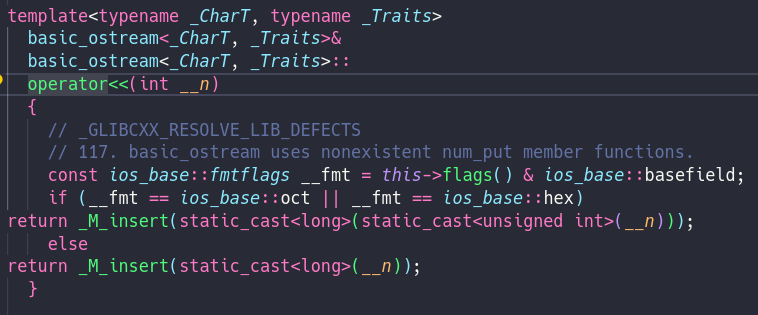 template<typename _CharT, typename _Traits>
basic_ostream<_CharT, _Traits>&
basic_ostream<_CharT, _Traits>::
operator<<(int __n)
{
// _GLIBCXX_RESOLVE_LIB_DEFECTS
// 117. basic_ostream uses nonexistent num_put member functions.
const ios_base::fmtflags __fmt = this->flags() & ios_base::basefield;
if (__fmt == ios_base::oct || __fmt == ios_base::hex)
return _M_insert(static_cast<long>(static_cast<unsigned int>(__n)));
else
return _M_insert(static_cast<long>(__n));
}